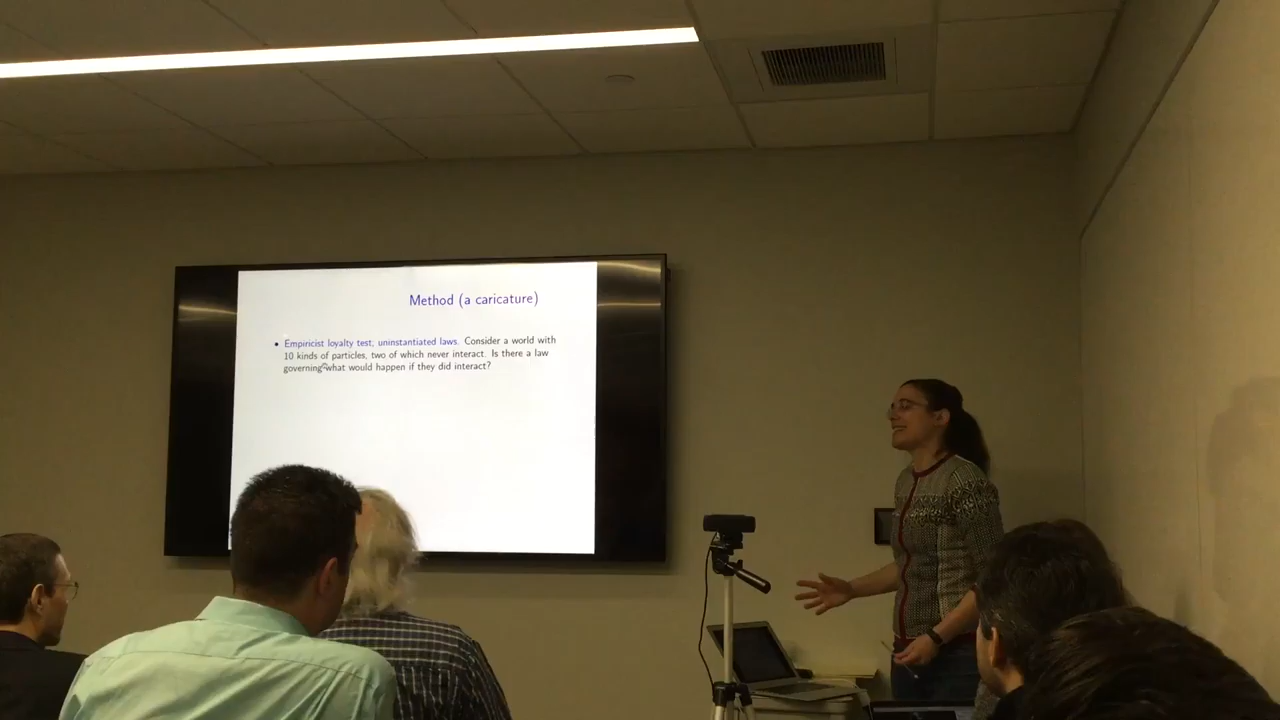 Method (a caricature)
• Empiricist loyalty test, uninstantiated laws. Consider a world with
10 kinds of particles, two of which never interact. Is there a law
governing what would happen if they did interact?